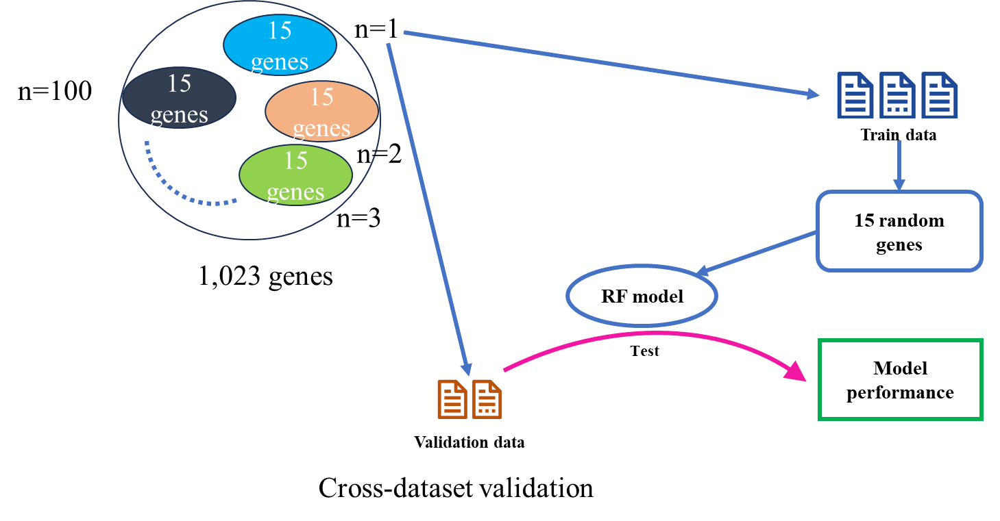 15
genes
n=1
n=100
15
genes
15
genes
n=2
15
genes
n=3
1,023 genes
Train data
15 random
genes
RF model
Test
Model
performance
Validation data
Cross-dataset validation